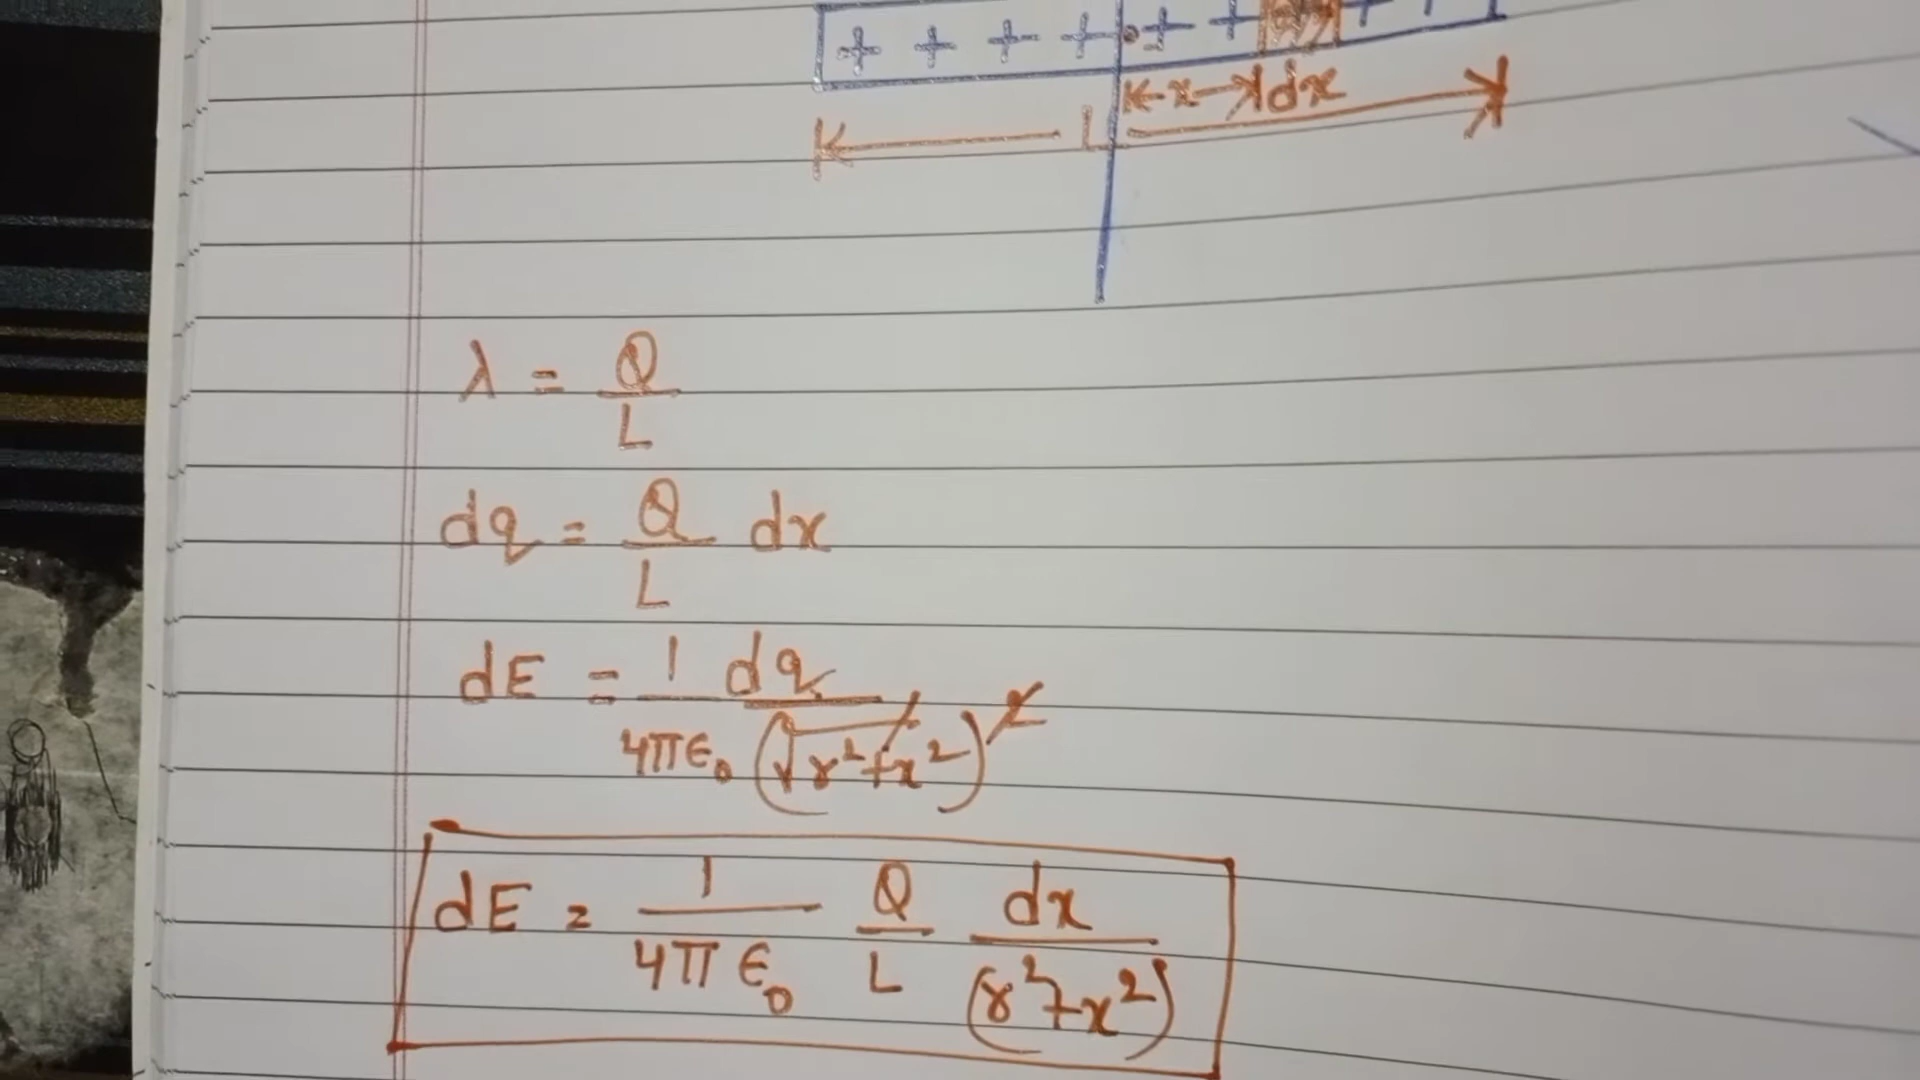 + + + + + + + +
x dx
L
λ = Q/L
dq = Q/L dx
dE = 1/4πϵ₀ dq/(√r²+x²)²
dE = 1/4πϵ₀ Q/L dx/(r²+x²)